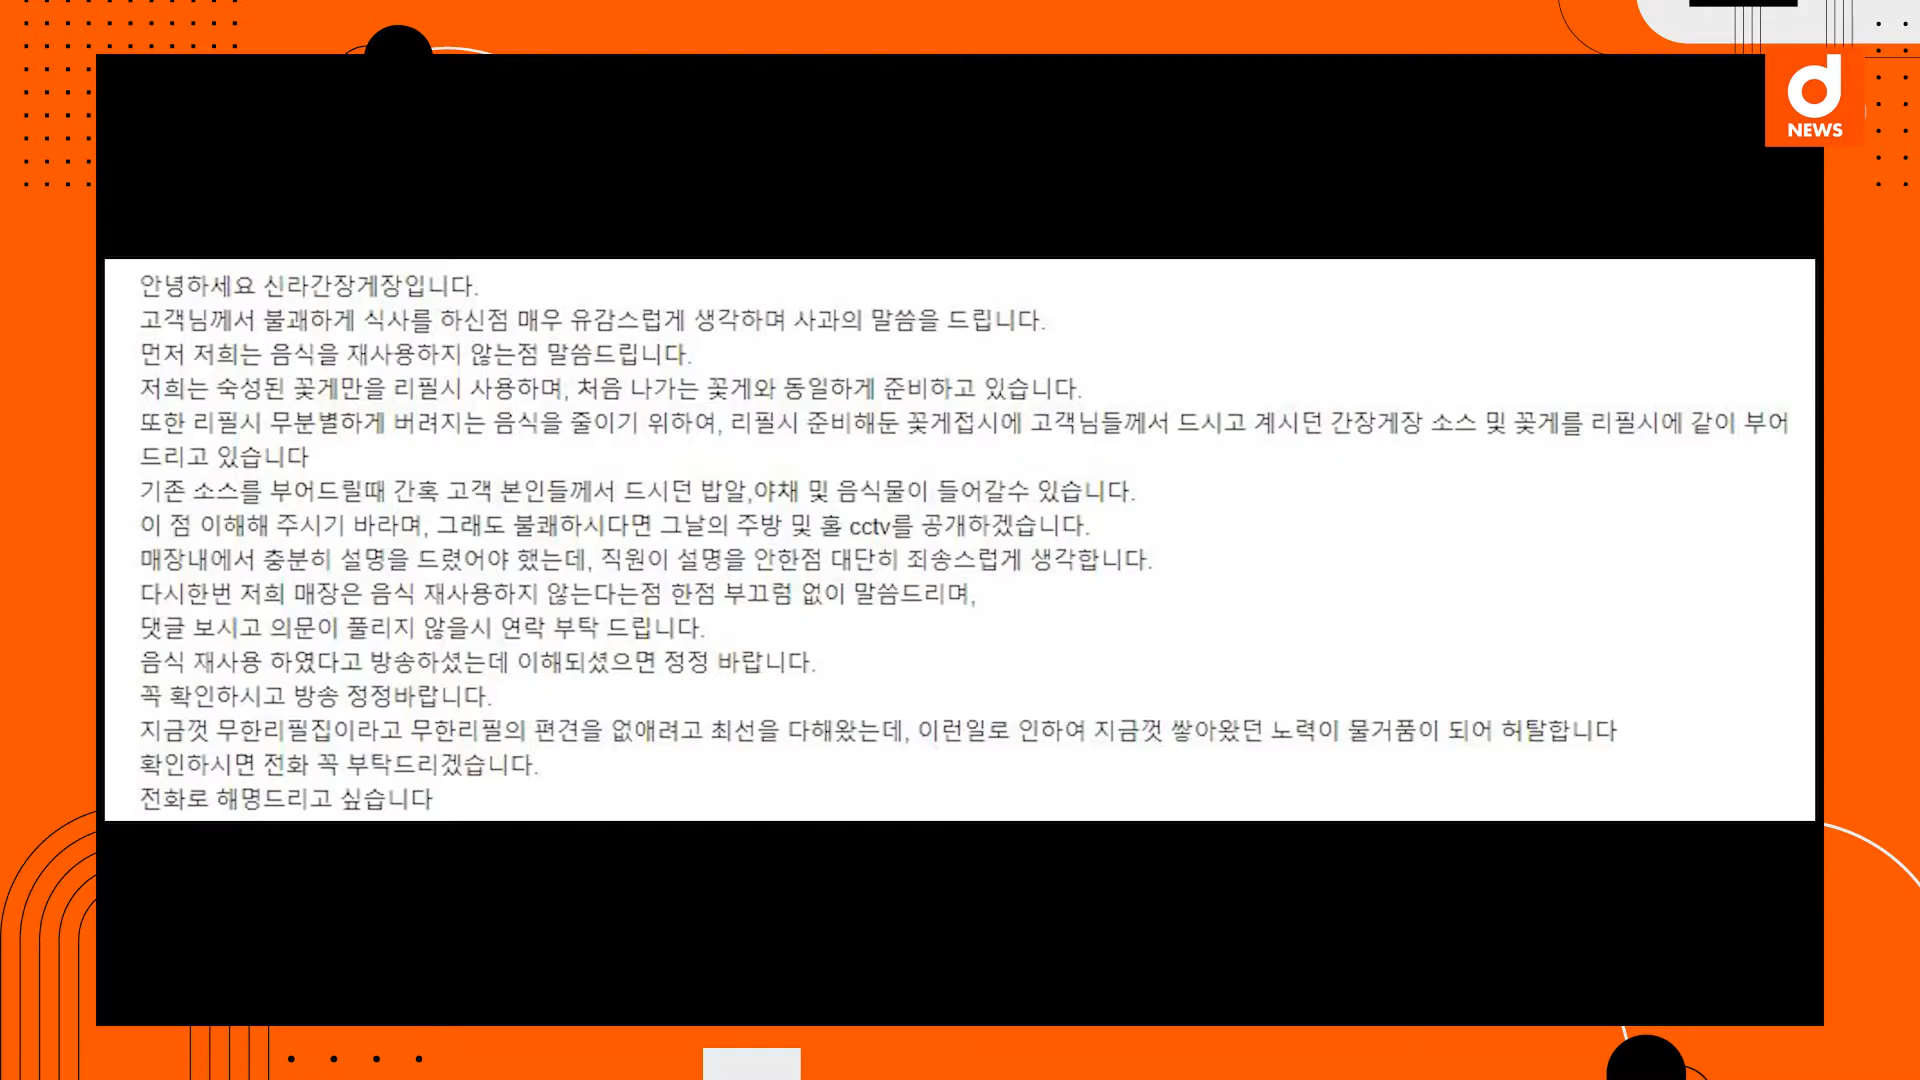 d
NEWS
안녕하세요 신라간장게장입니다.
고객님께서 불괘하게 식사를 하신점 매우 유감스럽게 생각하며 사과의 말씀을 드립니다.
먼저 저희는 음식을 재사용하지 않는점 말씀드립니다.
저희는 숙성된 꽃게만을 리필시 사용하며, 처음 나가는 꽃게와 동일하게 준비하고 있습니다.
또한 리필시 무분별하게 버려지는 음식을 줄이기 위하여, 리필시 준비해둔 꽃게접시에 고객님들께서 드시고 계시던 간장게장 소스 및 꽃게를 리필시에 같이 부어
드리고 있습니다
기존 소스를 부어드릴때 간혹 고객 본인들께서 드시던 밥알,야채 및 음식물이 들어갈수 있습니다.
이 점 이해해 주시기 바라며, 그래도 불쾌하시다면 그날의 주방 및 홀 cctv를 공개하겠습니다.
매장내에서 충분히 설명을 드렸어야 했는데, 직원이 설명을 안한점 대단히 죄송스럽게 생각합니다.
다시한번 저희 매장은 음식 재사용하지 않는다는점 한점 부끄럼 없이 말씀드리며,
댓글 보시고 의문이 풀리지 않을시 연락 부탁 드립니다.
음식 재사용 하였다고 방송하셨는데 이해되셨으면 정정 바랍니다.
꼭 확인하시고 방송 정정바랍니다.
지금껏 무한리필집이라고 무한리필의 편견을 없애려고 최선을 다해왔는데, 이런일로 인하여 지금껏 쌓아왔던 노력이 물거품이 되어 허탈합니다
확인하시면 전화 꼭 부탁드리겠습니다.
전화로 해명드리고 싶습니다